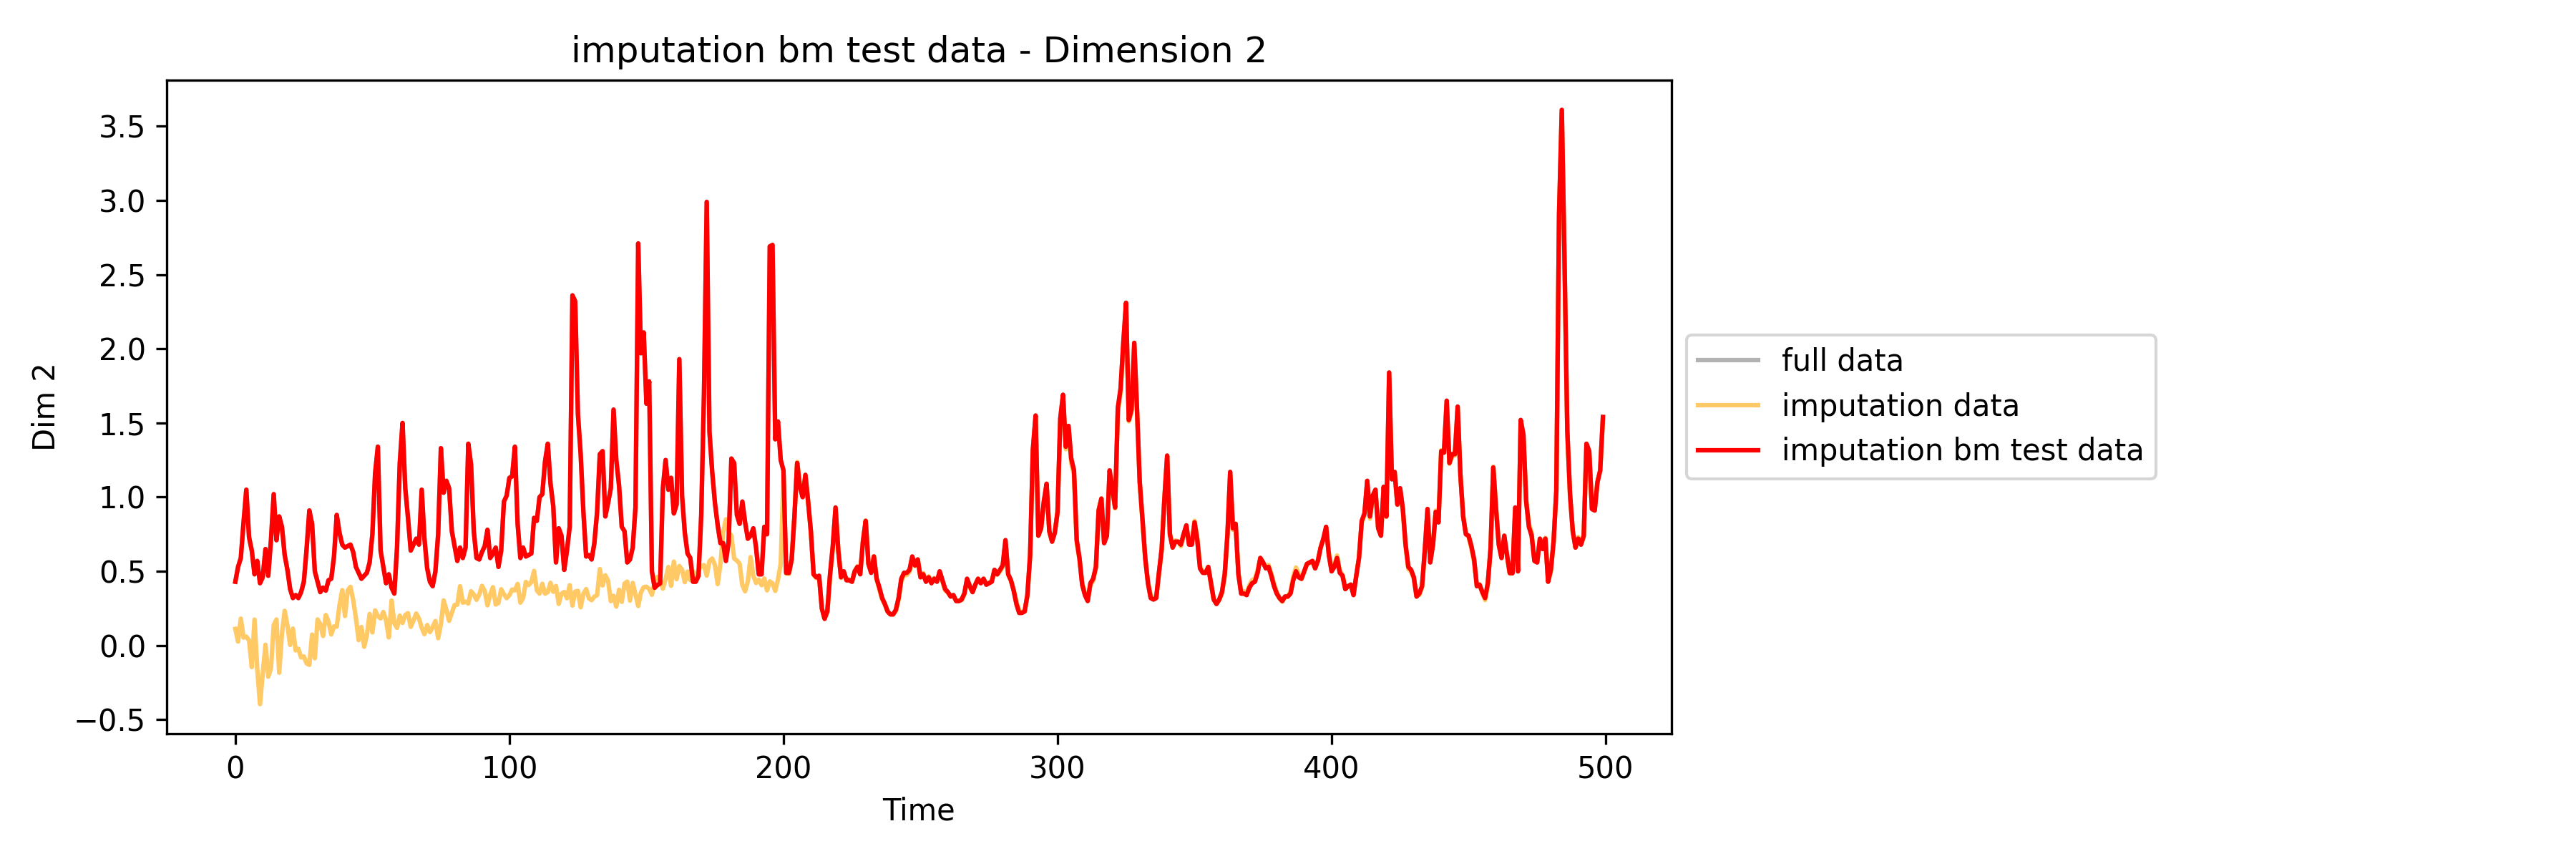 imputation bm test data - Dimension 2
3.5
3.0
2.5
2.0
1.5
1.0
0.5
0.0
−0.5
Dim 2
0 100 200 300 400 500
Time
full data
imputation data
imputation bm test data